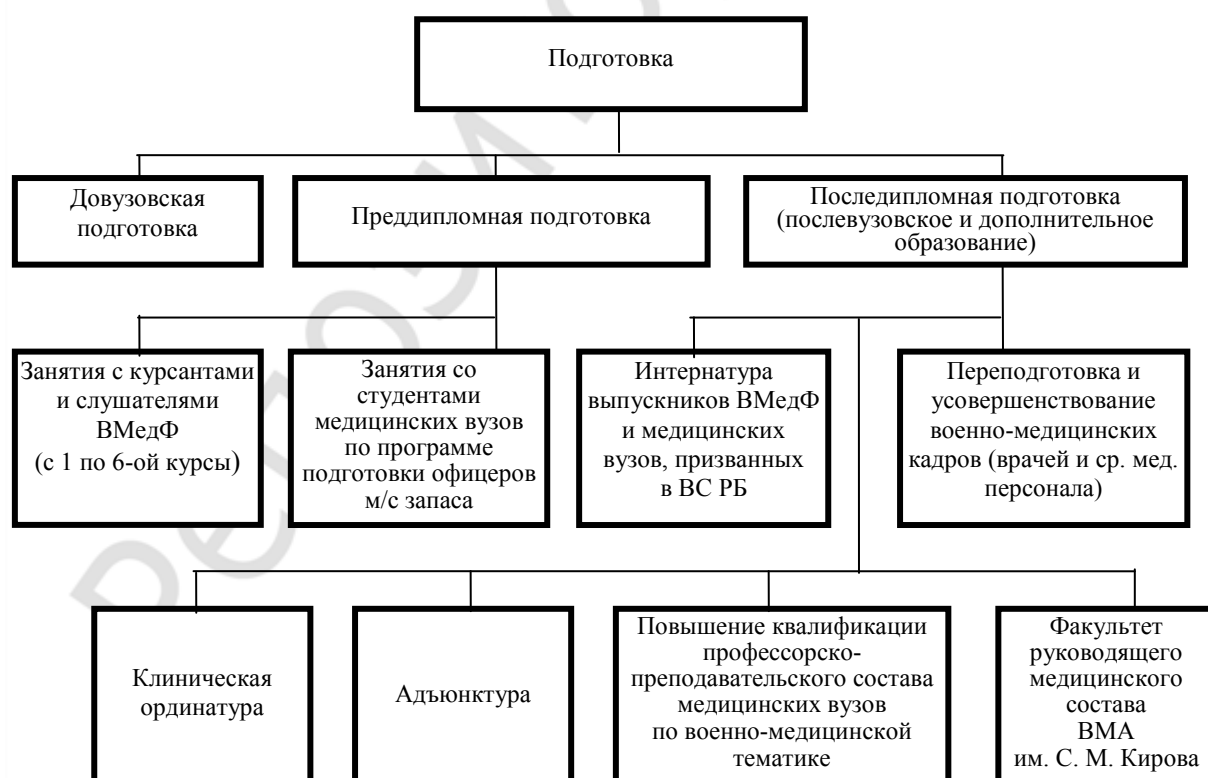 Подготовка
Довузовская
подготовка
Преддипломная подготовка
Последипломная подготовка
(послевузовское и дополнительное
образование)
Занятия с курсантами
и слушателями
ВМедФ
(с 1 по 6-ой курсы)
Занятия со
студентами
медицинских вузов
по программе
подготовки офицеров
м/с запаса
Интернатура
выпускников ВМедФ
и медицинских
вузов, призванных
в ВС РБ
Переподготовка и
усовершенствование
военно-медицинских
кадров (врачей и ср. мед.
персонала)
Клиническая
ординатура
Адъюнктура
Повышение квалификации
профессорско-
преподавательского состава
медицинских вузов
по военно-медицинской
тематике
Факультет
руководящего
медицинского
состава
ВМА
им. С. М. Кирова